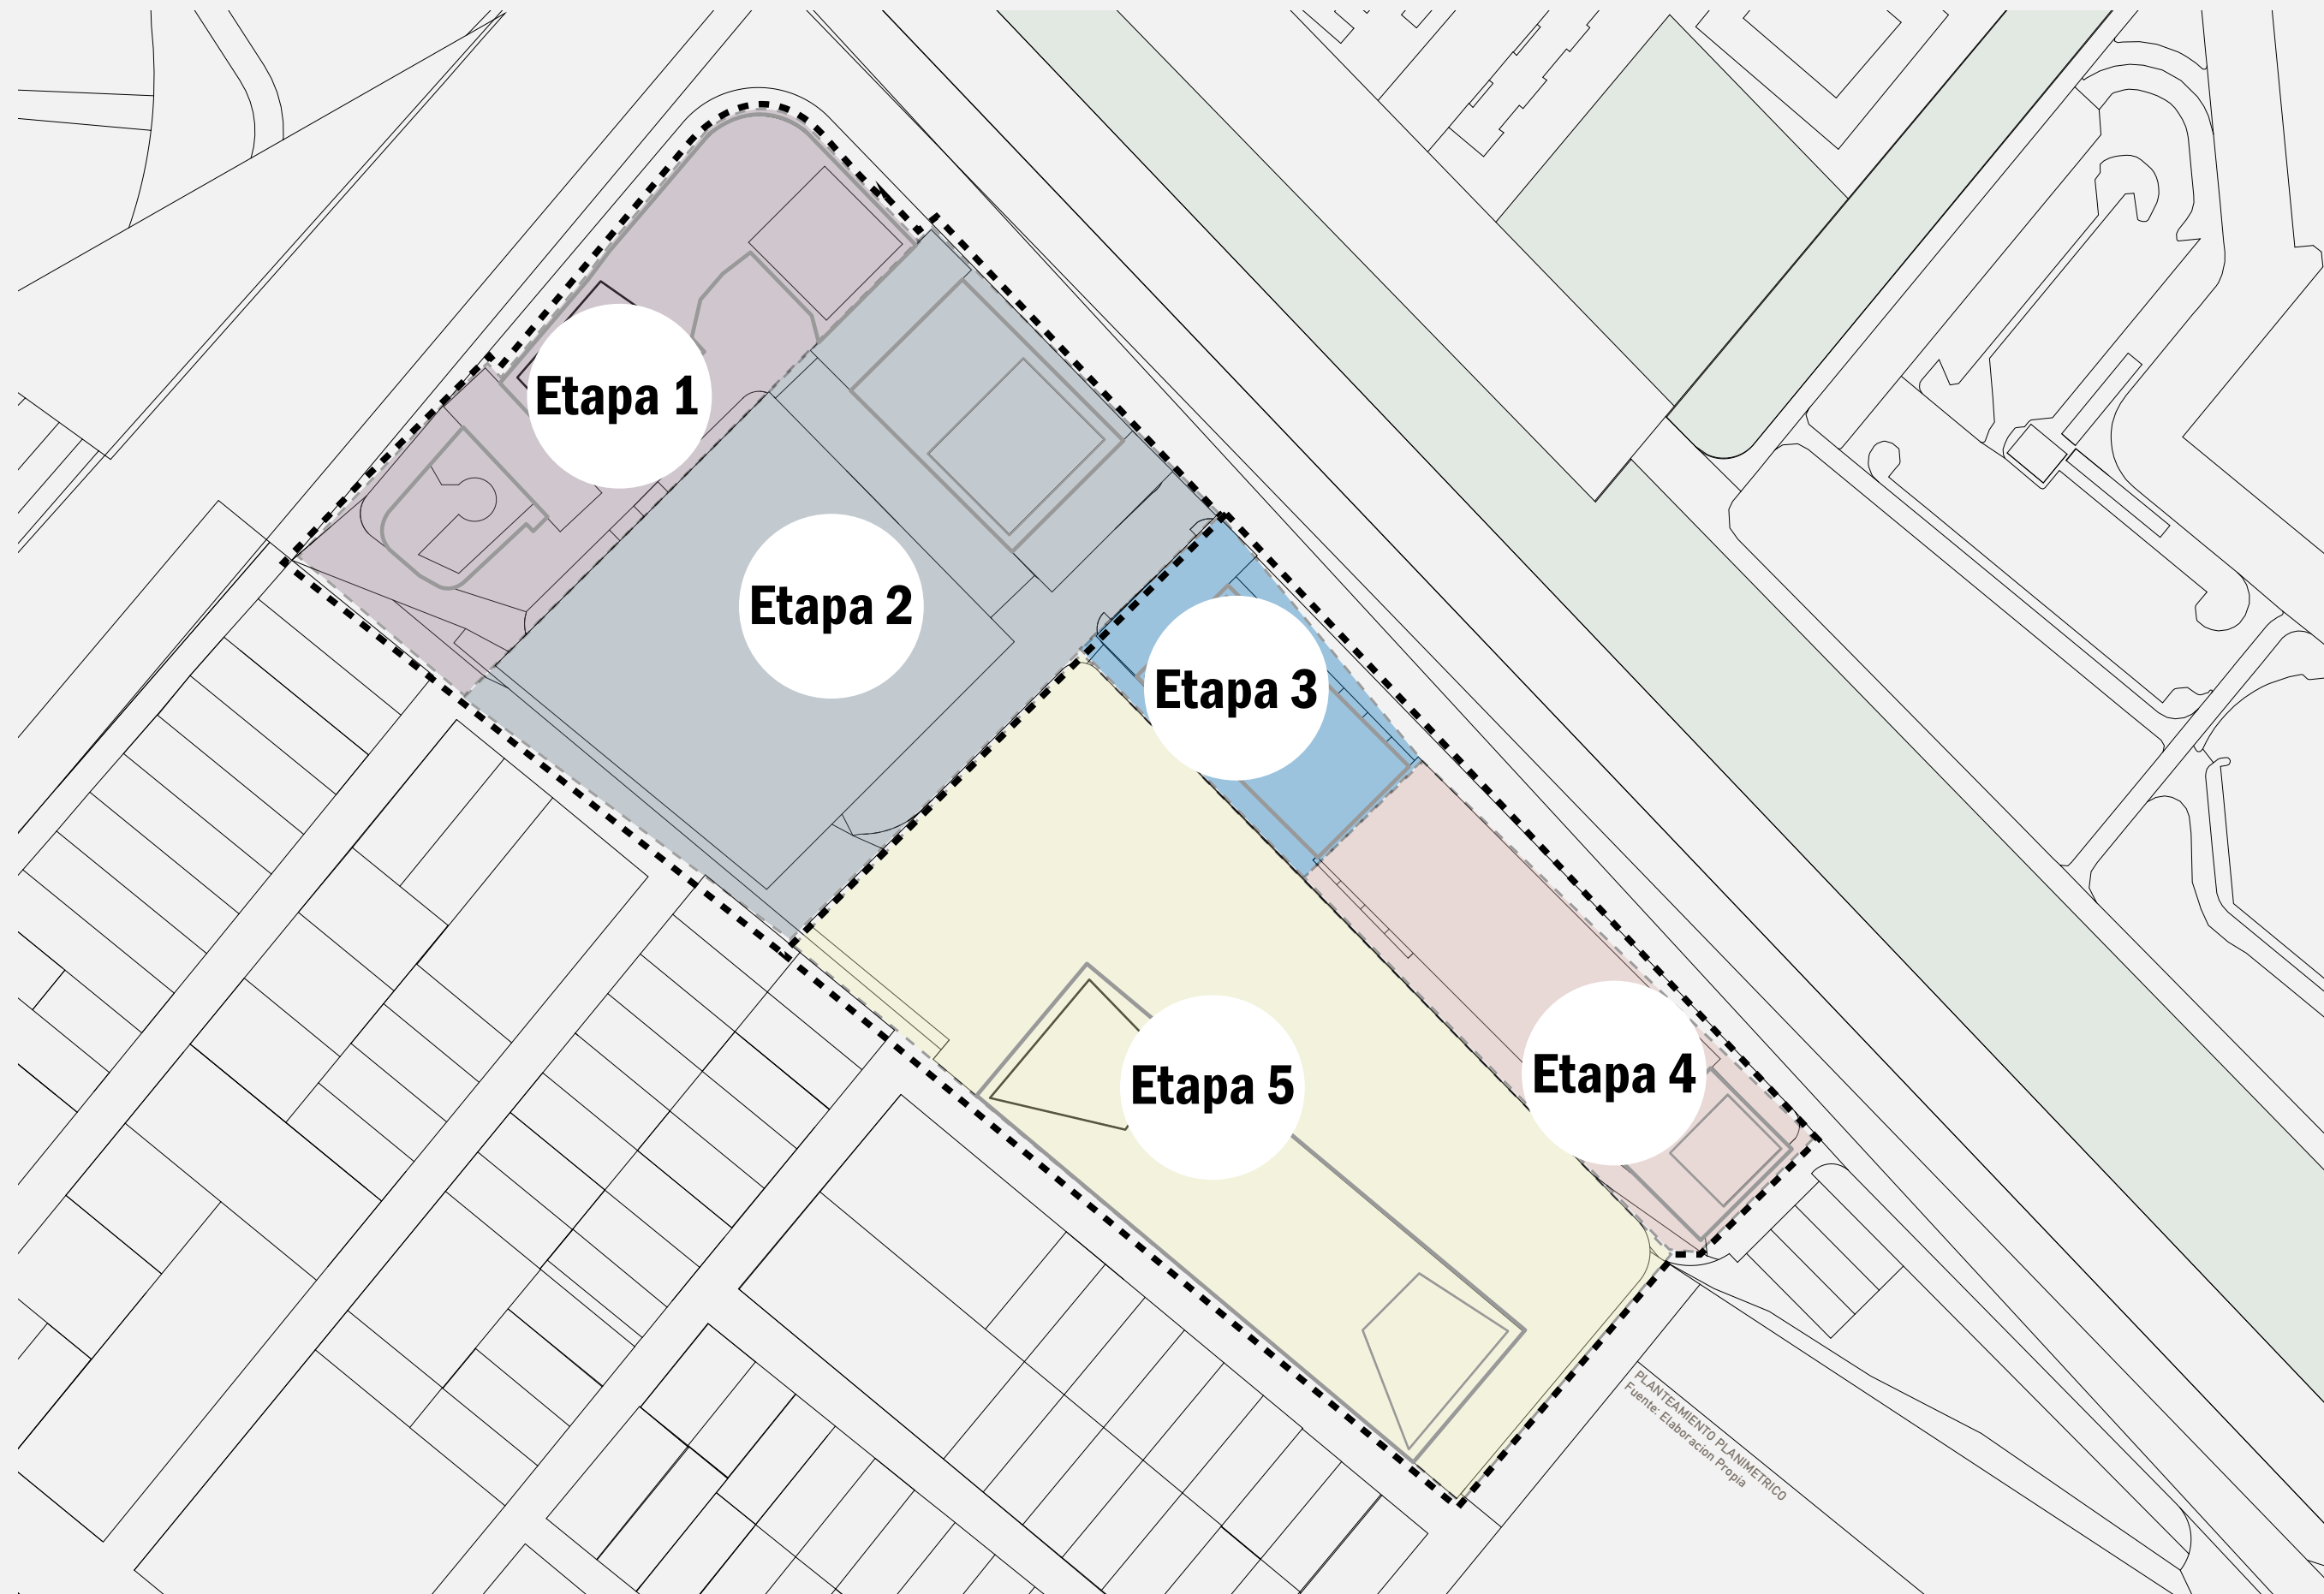 Etapa 1
Etapa 2
Etapa 3
Etapa 4
Etapa 5
PLANTEAMIENTO PLANIMETRICO
Fuente: Elaboracion Propia